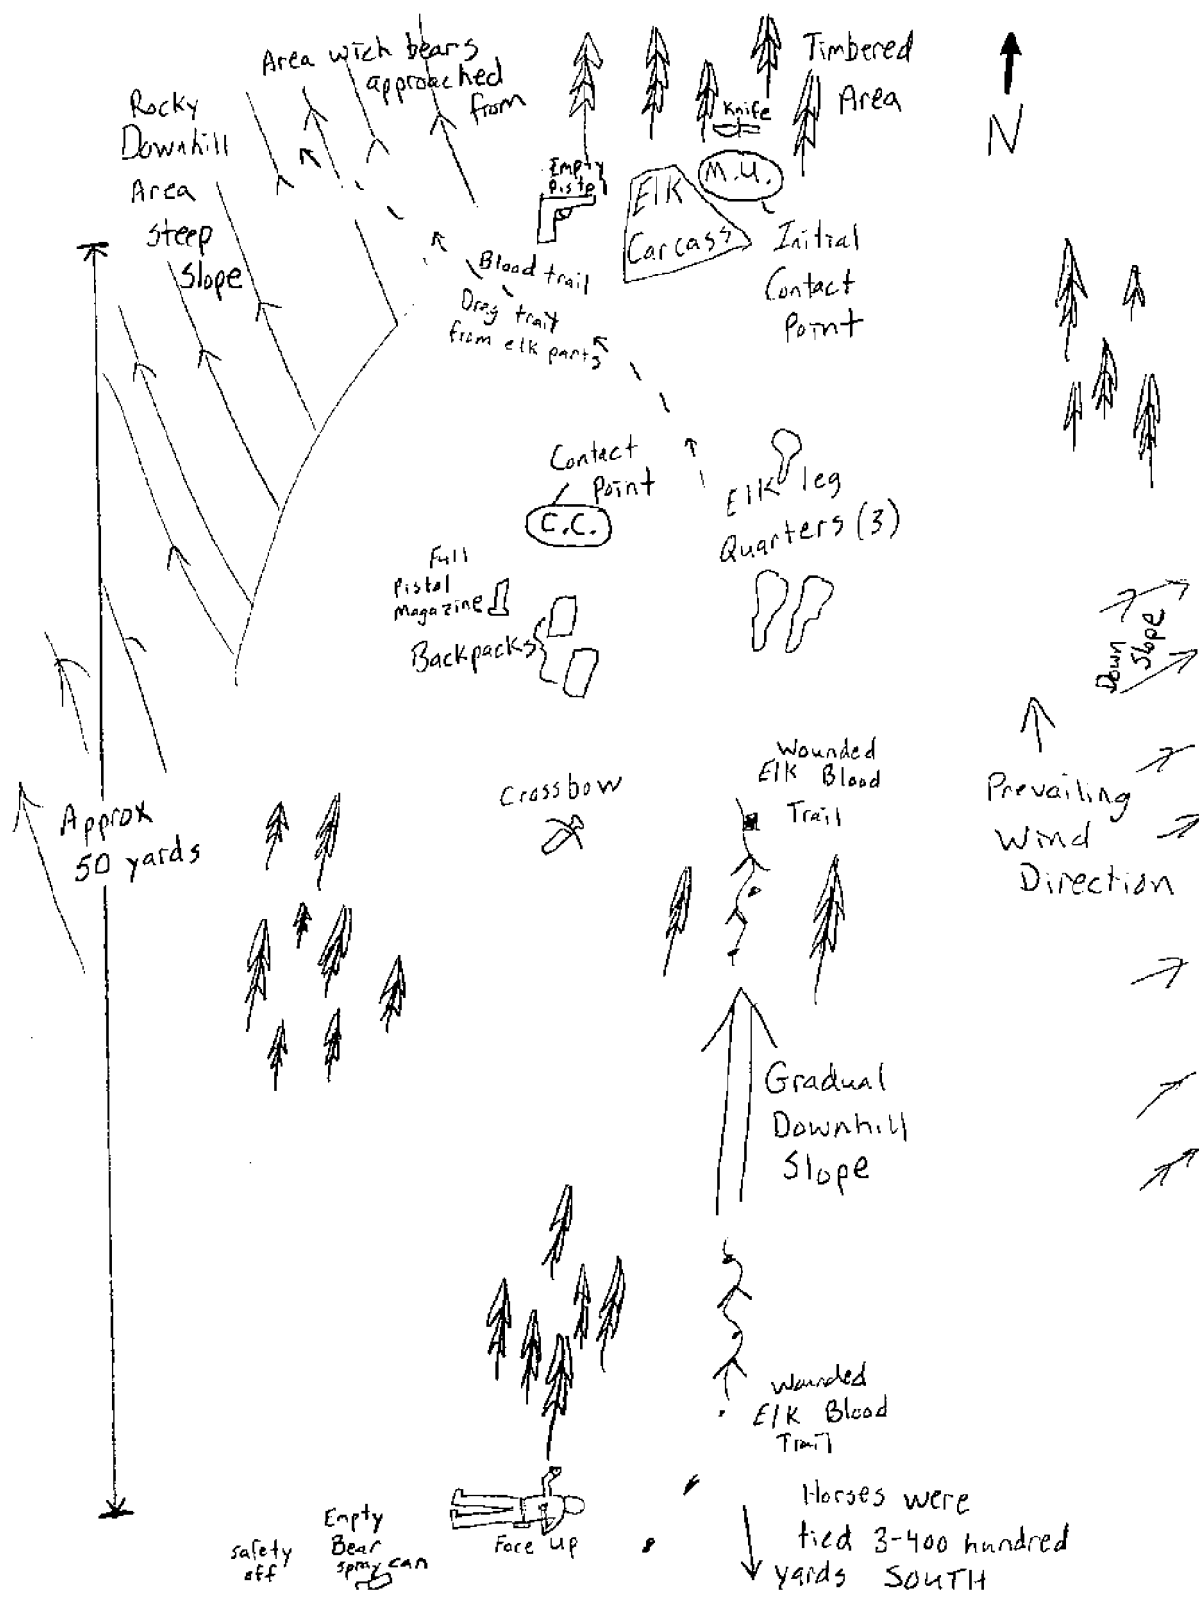 Area wich bears
approached
from
Timbered
Area
N
Rocky
Downhill
Area
steep
Slope
Knife
Empty
Pistol
M.U.
Elk
Carcass
Initial
Contact
Point
Blood trail
Drag trail
from elk parts
Contact
Point
C.C.
Elk leg
Quarters (3)
Full
Pistol
Magazine
Backpacks
Down
Slope
Wounded
Elk Blood
Trail
Crossbow
Prevailing
Wind
Direction
Approx
50 yards
Gradual
Downhill
Slope
Wounded
Elk Blood
Trail
Horses were
tied 3-400 hundred
yards SOUTH
Face Up
Empty
Bear
spray can
safety
off